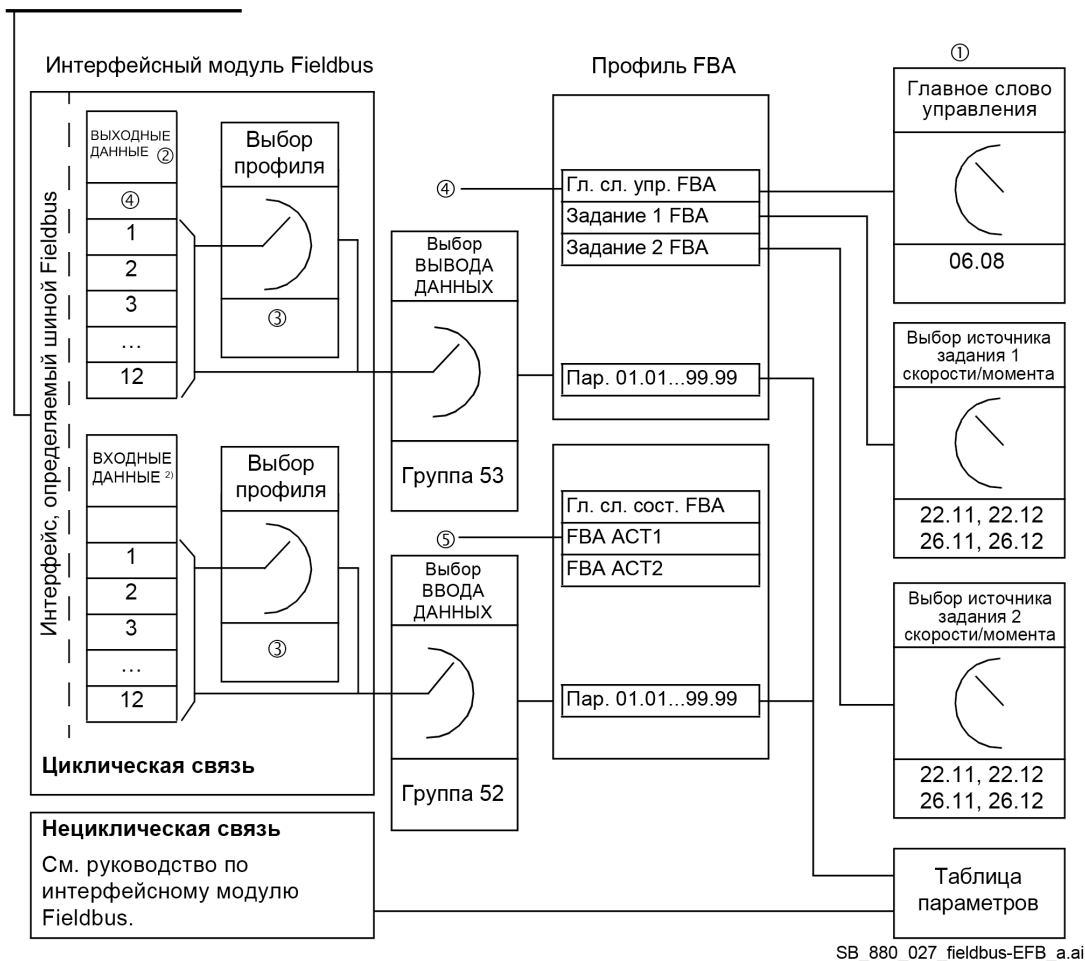 Интерфейсный модуль Fieldbus
Интерфейс, определяемый шиной Fieldbus
ВЫХОДНЫЕ
ДАННЫЕ ②
④
1
2
3
...
12
Выбор
профиля
③
ВХОДНЫЕ
ДАННЫЕ 2)
1
2
3
...
12
Выбор
профиля
③
Циклическая связь
Нециклическая связь
См. руководство по
интерфейсному модулю
Fieldbus.
Выбор
ВЫВОДА
ДАННЫХ
Группа 53
Выбор
ВВОДА
ДАННЫХ
Группа 52
Профиль FBA
④
Гл. сл. упр. FBA
Задание 1 FBA
Задание 2 FBA
Пар. 01.01...99.99
⑤
Гл. сл. сост. FBA
FBA ACT1
FBA ACT2
Пар. 01.01...99.99
①
Главное слово
управления
06.08
Выбор источника
задания 1
скорости/момента
22.11, 22.12
26.11, 26.12
Выбор источника
задания 2
скорости/момента
22.11, 22.12
26.11, 26.12
Таблица
параметров
SB_880_027_fieldbus-EFB_a.ai